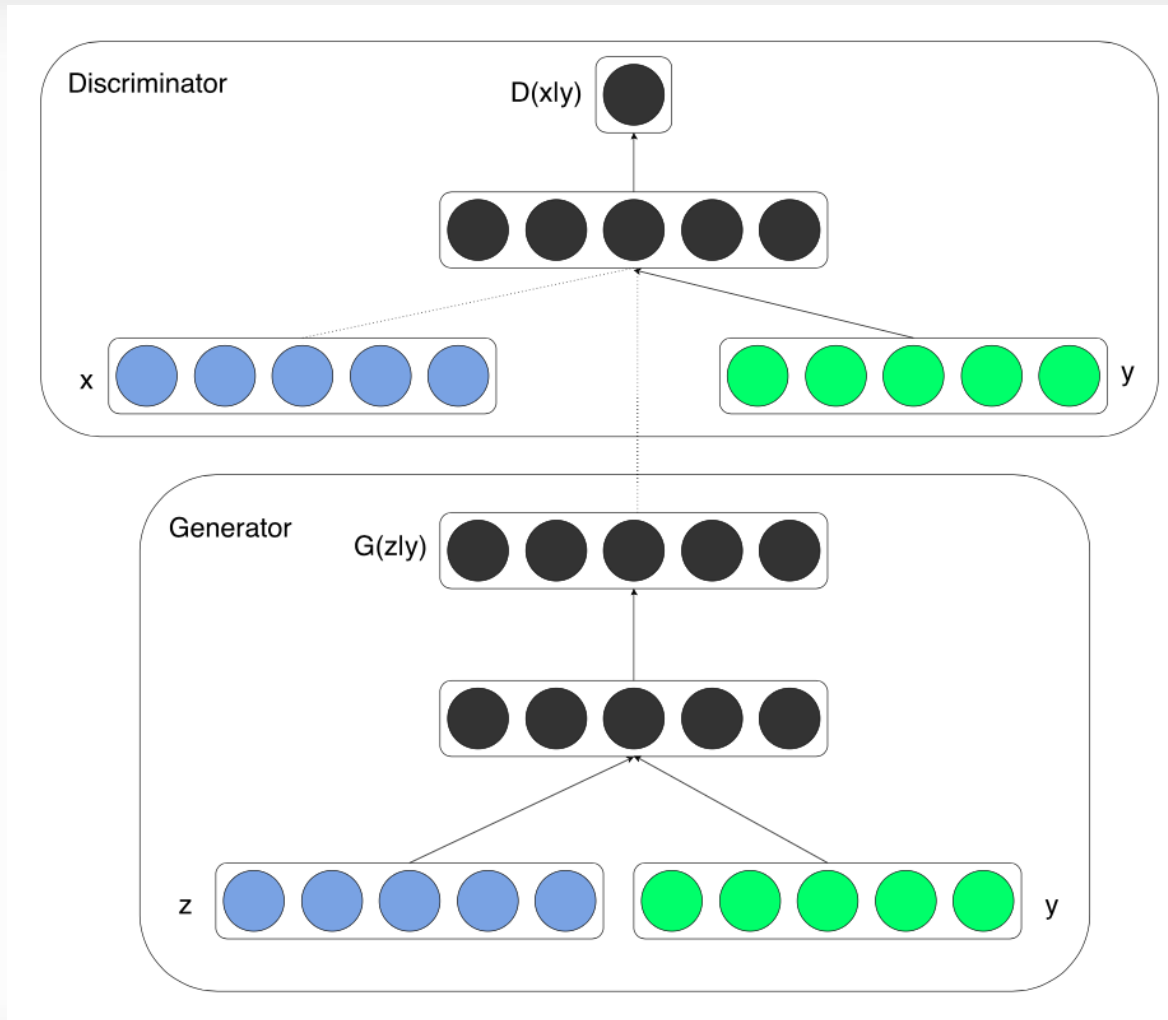 Discriminator
D(x|y)
x
y
Generator
G(z|y)
z
y